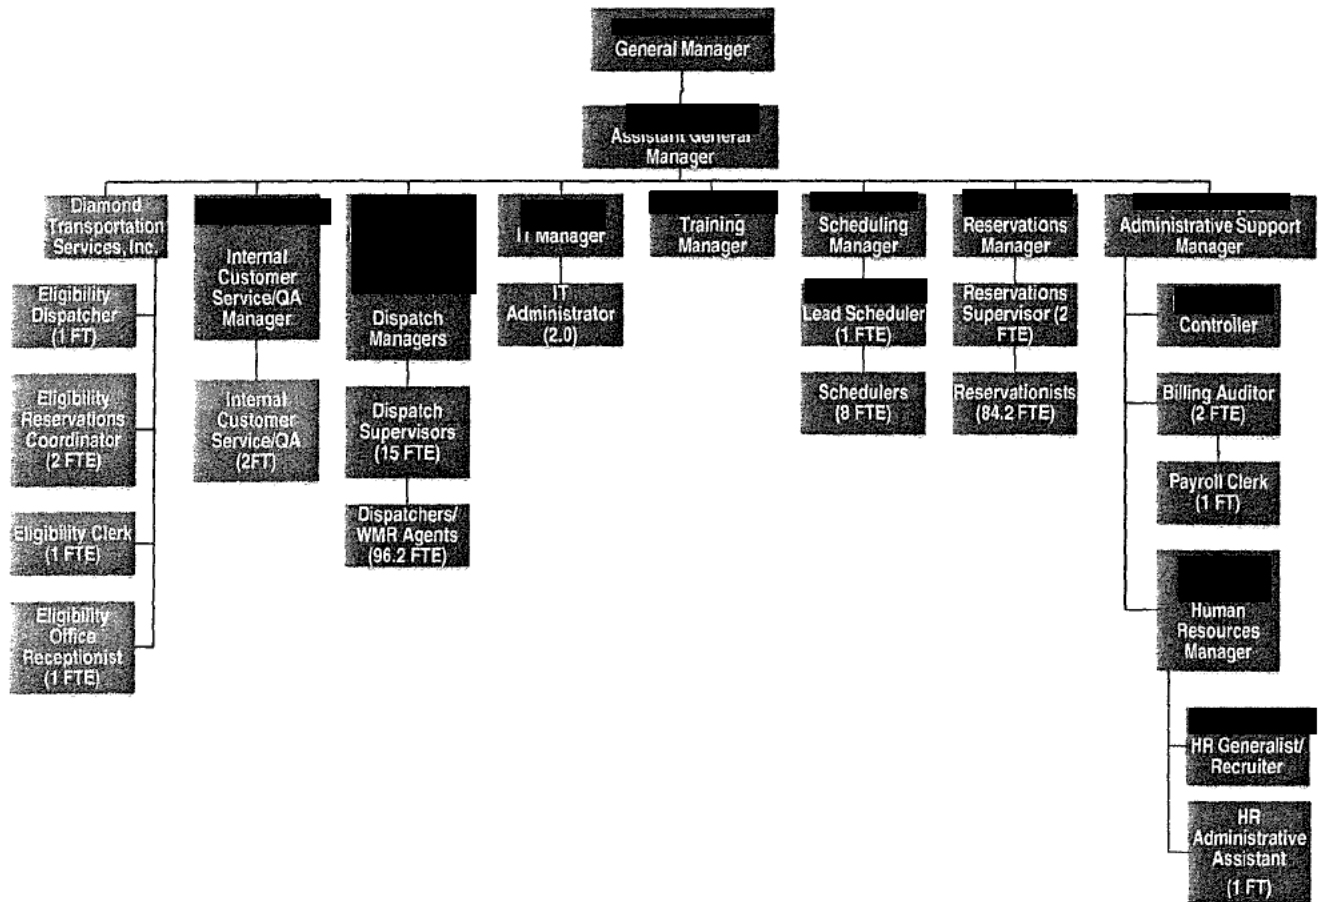 General Manager
Assistant General
Manager
Diamond
Transportation
Services, Inc.
Eligibility
Dispatcher
(1 FT)
Eligibility
Reservations
Coordinator
(2 FTE)
Eligibility Clerk
(1 FTE)
Eligibility
Office
Receptionist
(1 FTE)
Internal
Customer
Service/QA
Manager
Internal
Customer
Service/QA
(2FT)
Dispatch
Managers
Dispatch
Supervisors
(15 FTE)
Dispatchers/
WMR Agents
(96.2 FTE)
IT Manager
IT
Administrator
(2.0)
Training
Manager
Scheduling
Manager
Lead Scheduler
(1 FTE)
Schedulers
(8 FTE)
Reservations
Manager
Reservations
Supervisor (2
FTE)
Reservationists
(84.2 FTE)
Administrative Support
Manager
Controller
Billing Auditor
(2 FTE)
Payroll Clerk
(1 FT)
Human
Resources
Manager
HR Generalist/
Recruiter
HR
Administrative
Assistant
(1 FT)